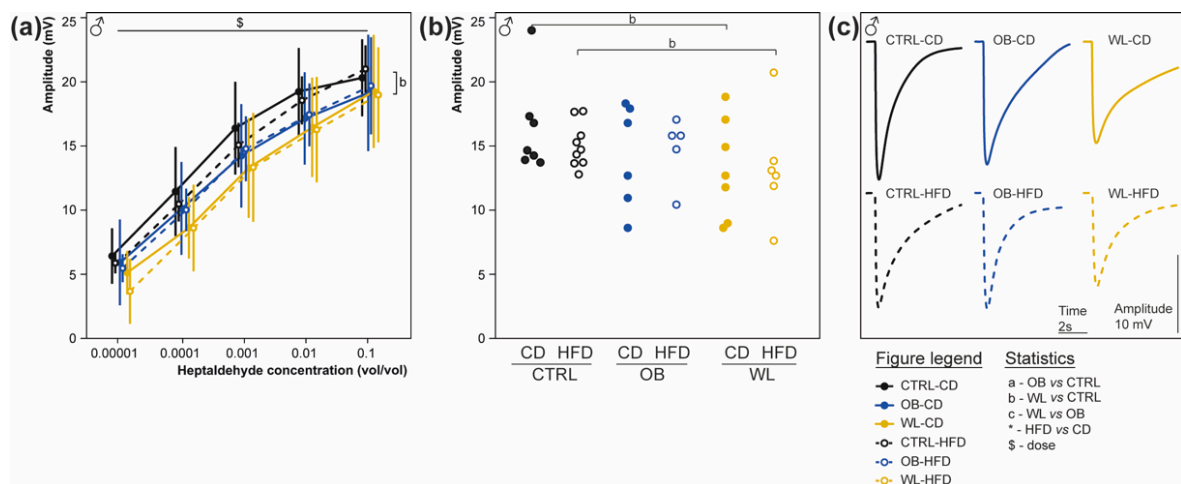 (a)
♂
$
b
Amplitude (mV)
25
20
15
10
5
0
0.00001
0.0001
0.001
0.01
0.1
Heptaldehyde concentration (vol/vol)
(b)
♂
b
b
Amplitude (mV)
25
20
15
10
5
0
CD HFD CD HFD CD HFD
CTRL OB WL
(c)
♂
CTRL-CD OB-CD WL-CD
CTRL-HFD OB-HFD WL-HFD
Time
2s
Amplitude
10 mV
Figure legend
CTRL-CD
OB-CD
WL-CD
CTRL-HFD
OB-HFD
WL-HFD
Statistics
a - OB vs CTRL
b - WL vs CTRL
c - WL vs OB
* - HFD vs CD
$ - dose